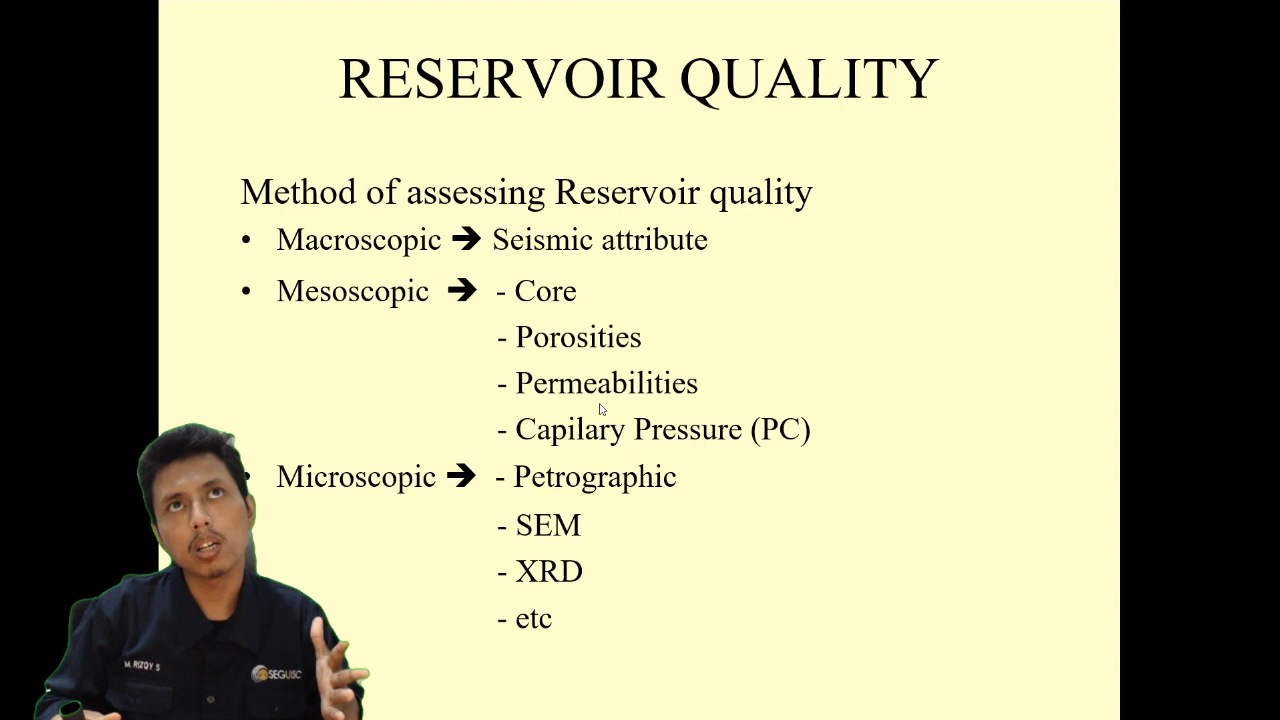 RESERVOIR QUALITY
Method of assessing Reservoir quality
• Macroscopic ➔ Seismic attribute
• Mesoscopic ➔ - Core
- Porosities
- Permeabilities
- Capilary Pressure (PC)
• Microscopic ➔ - Petrographic
- SEM
- XRD
- etc
M. RIZQY S
SEGUISC